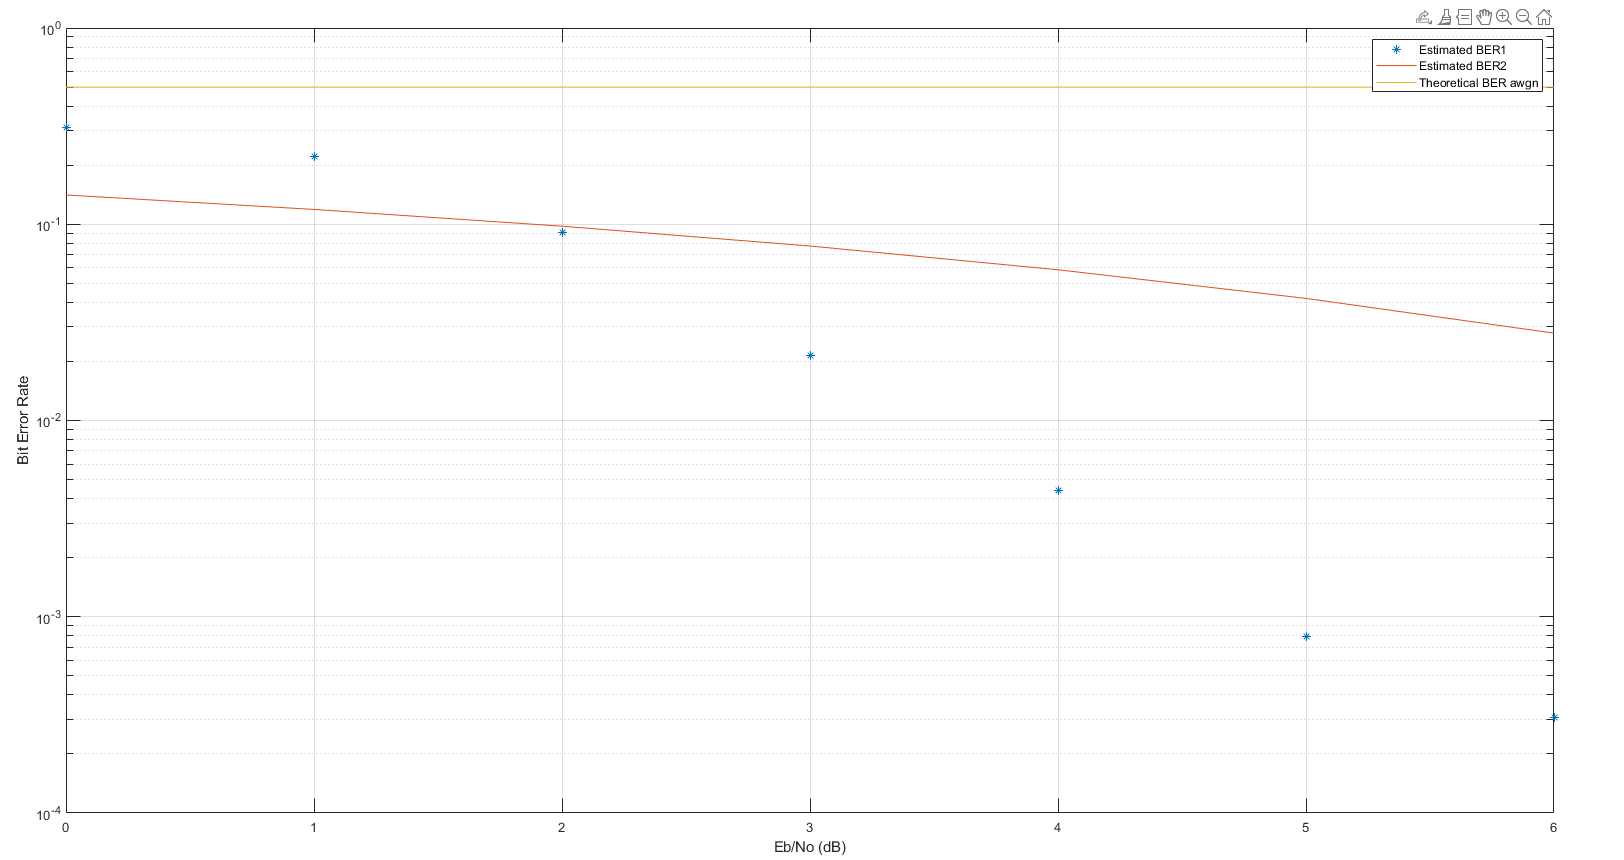 10^0
Estimated BER1
Estimated BER2
Theoretical BER awgn
10^-1
10^-2
10^-3
10^-4
Bit Error Rate
0 1 2 3 4 5 6
Eb/No (dB)